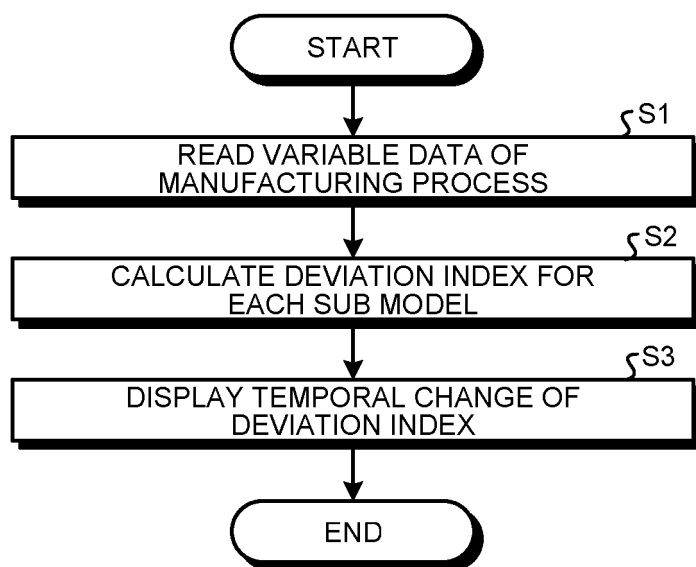 START
S1
READ VARIABLE DATA OF
MANUFACTURING PROCESS
S2
CALCULATE DEVIATION INDEX FOR
EACH SUB MODEL
S3
DISPLAY TEMPORAL CHANGE OF
DEVIATION INDEX
END